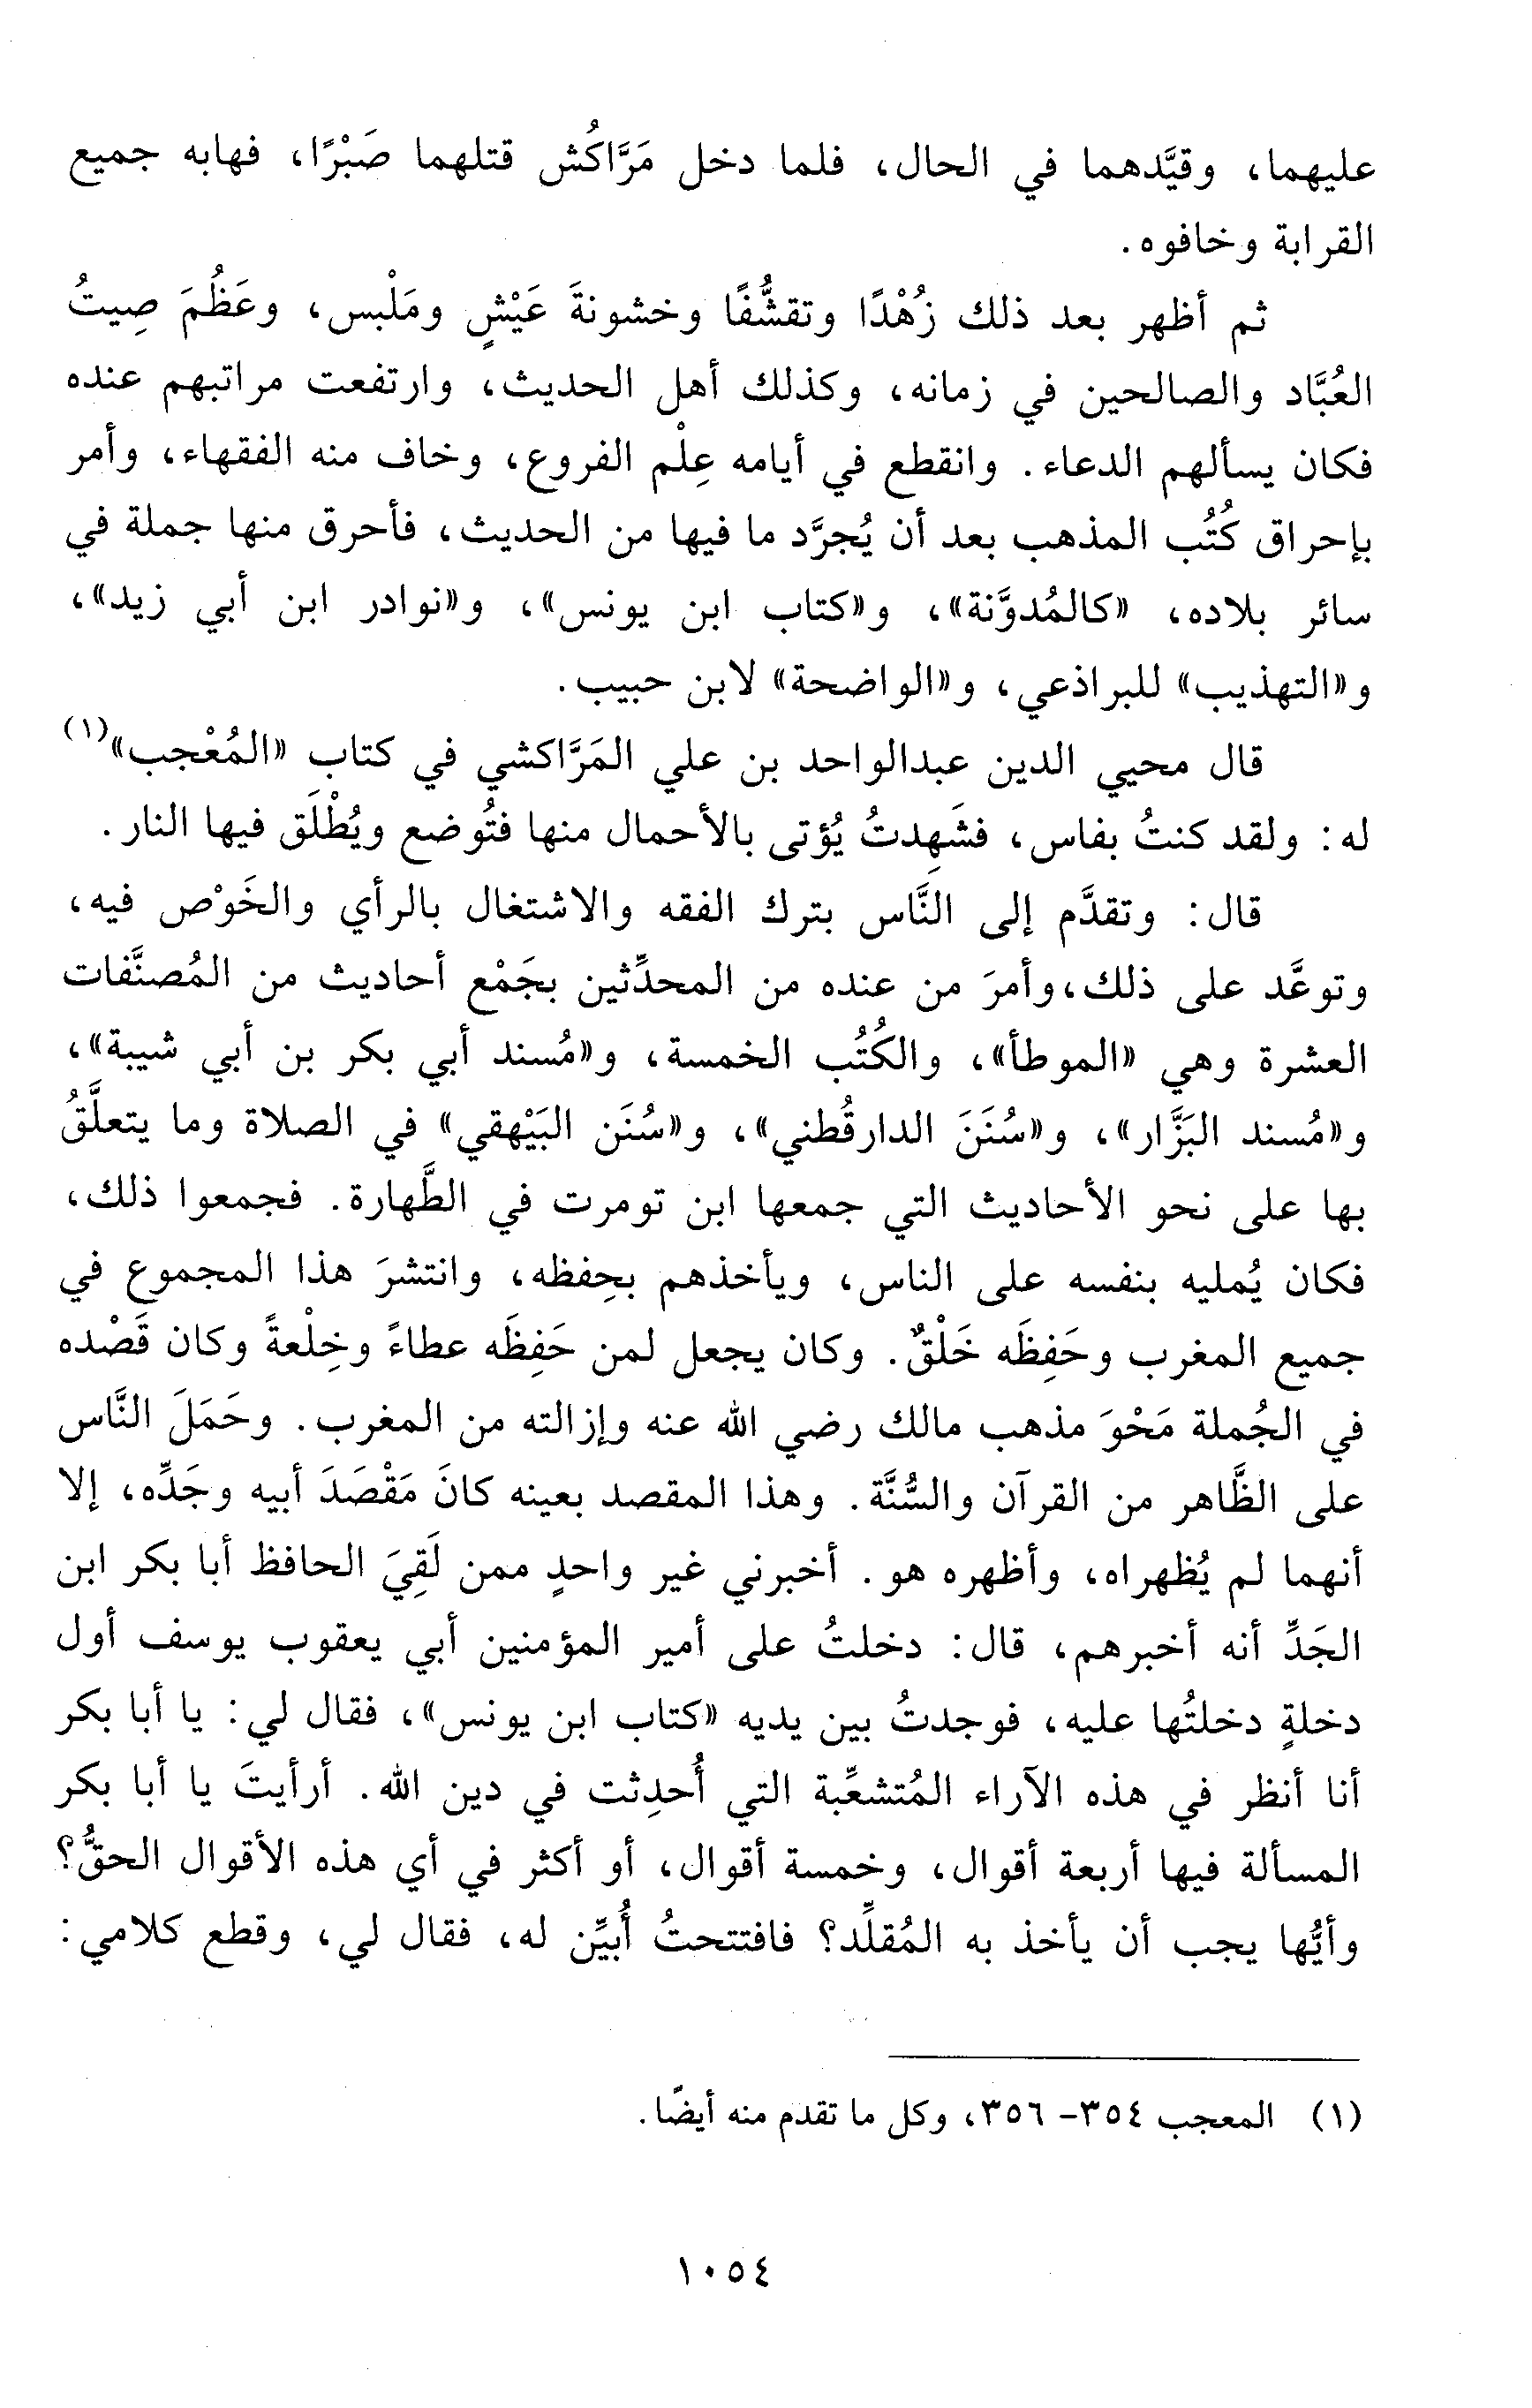 عليهما، وقيَّدهما في الحال، فلما دخل مَرَّاكُش قتلهما صَبْرًا، فهابه جميع
القرابة وخافوه.
ثم أظهر بعد ذلك زُهْدًا وتقشُّفًا وخشونةَ عَيْشٍ ومَلْبس، وعَظُمَ صِيتُ
العُبَّاد والصالحين في زمانه، وكذلك أهل الحديث، وارتفعت مراتبهم عنده
فكان يسألهم الدعاء. وانقطع في أيامه عِلْم الفروع، وخاف منه الفقهاء، وأمر
بإحراق كُتُب المذهب بعد أن يُجرَّد ما فيها من الحديث، فأحرق منها جملة في
سائر بلاده، «كالمُدوَّنة»، و«كتاب ابن يونس»، و«نوادر ابن أبي زيد»،
و«التهذيب» للبراذعي، و«الواضحة» لابن حبيب.
قال محيي الدين عبدالواحد بن علي المَرَّاكشي في كتاب «المُعْجب»(١)
له: ولقد كنتُ بفاس، فشَهِدتُ يُؤتى بالأحمال منها فتُوضع ويُطْلَق فيها النار.
قال: وتقدَّم إلى النَّاس بترك الفقه والاشتغال بالرأي والخَوْص فيه،
وتوعَّد على ذلك، وأمرَ من عنده من المحدِّثين بجَمْع أحاديث من المُصنَّفات
العشرة وهي «الموطأ»، والكُتُب الخمسة، و«مُسند أبي بكر بن أبي شيبة»،
و«مُسند البَزَّار»، و«سُنَنَ الدارقُطني»، و«سُنَن البَيْهقي» في الصلاة وما يتعلَّقُ
بها على نحو الأحاديث التي جمعها ابن تومرت في الطَّهارة. فجمعوا ذلك،
فكان يُمليه بنفسه على الناس، ويأخذهم بحِفظه، وانتشرَ هذا المجموع في
جميع المغرب وحَفِظَه خَلْقٌ. وكان يجعل لمن حَفِظَه عطاءً وخِلْعةً وكان قَصْده
في الجُملة مَحْوَ مذهب مالك رضي الله عنه وإزالته من المغرب. وحَمَلَ النَّاس
على الظَّاهر من القرآن والسُّنَّة. وهذا المقصد بعينه كانَ مَقْصَدَ أبيه وجَدِّه، إلا
أنهما لم يُظهراه، وأظهره هو. أخبرني غير واحدٍ ممن لَقِيَ الحافظ أبا بكر ابن
الجَدِّ أنه أخبرهم، قال: دخلتُ على أمير المؤمنين أبي يعقوب يوسف أول
دخلةٍ دخلتُها عليه، فوجدتُ بين يديه «كتاب ابن يونس»، فقال لي: يا أبا بكر
أنا أنظر في هذه الآراء المُتشعِّبة التي أُحدِثت في دين الله. أرأيتَ يا أبا بكر
المسألة فيها أربعة أقوال، وخمسة أقوال، أو أكثر في أي هذه الأقوال الحقُّ؟
وأيُّها يجب أن يأخذ به المُقلِّد؟ فافتتحتُ أُبيِّن له، فقال لي، وقطع كلامي:
(١) المعجب ٣٥٤- ٣٥٦، وكل ما تقدم منه أيضًا.
١٠٥٤